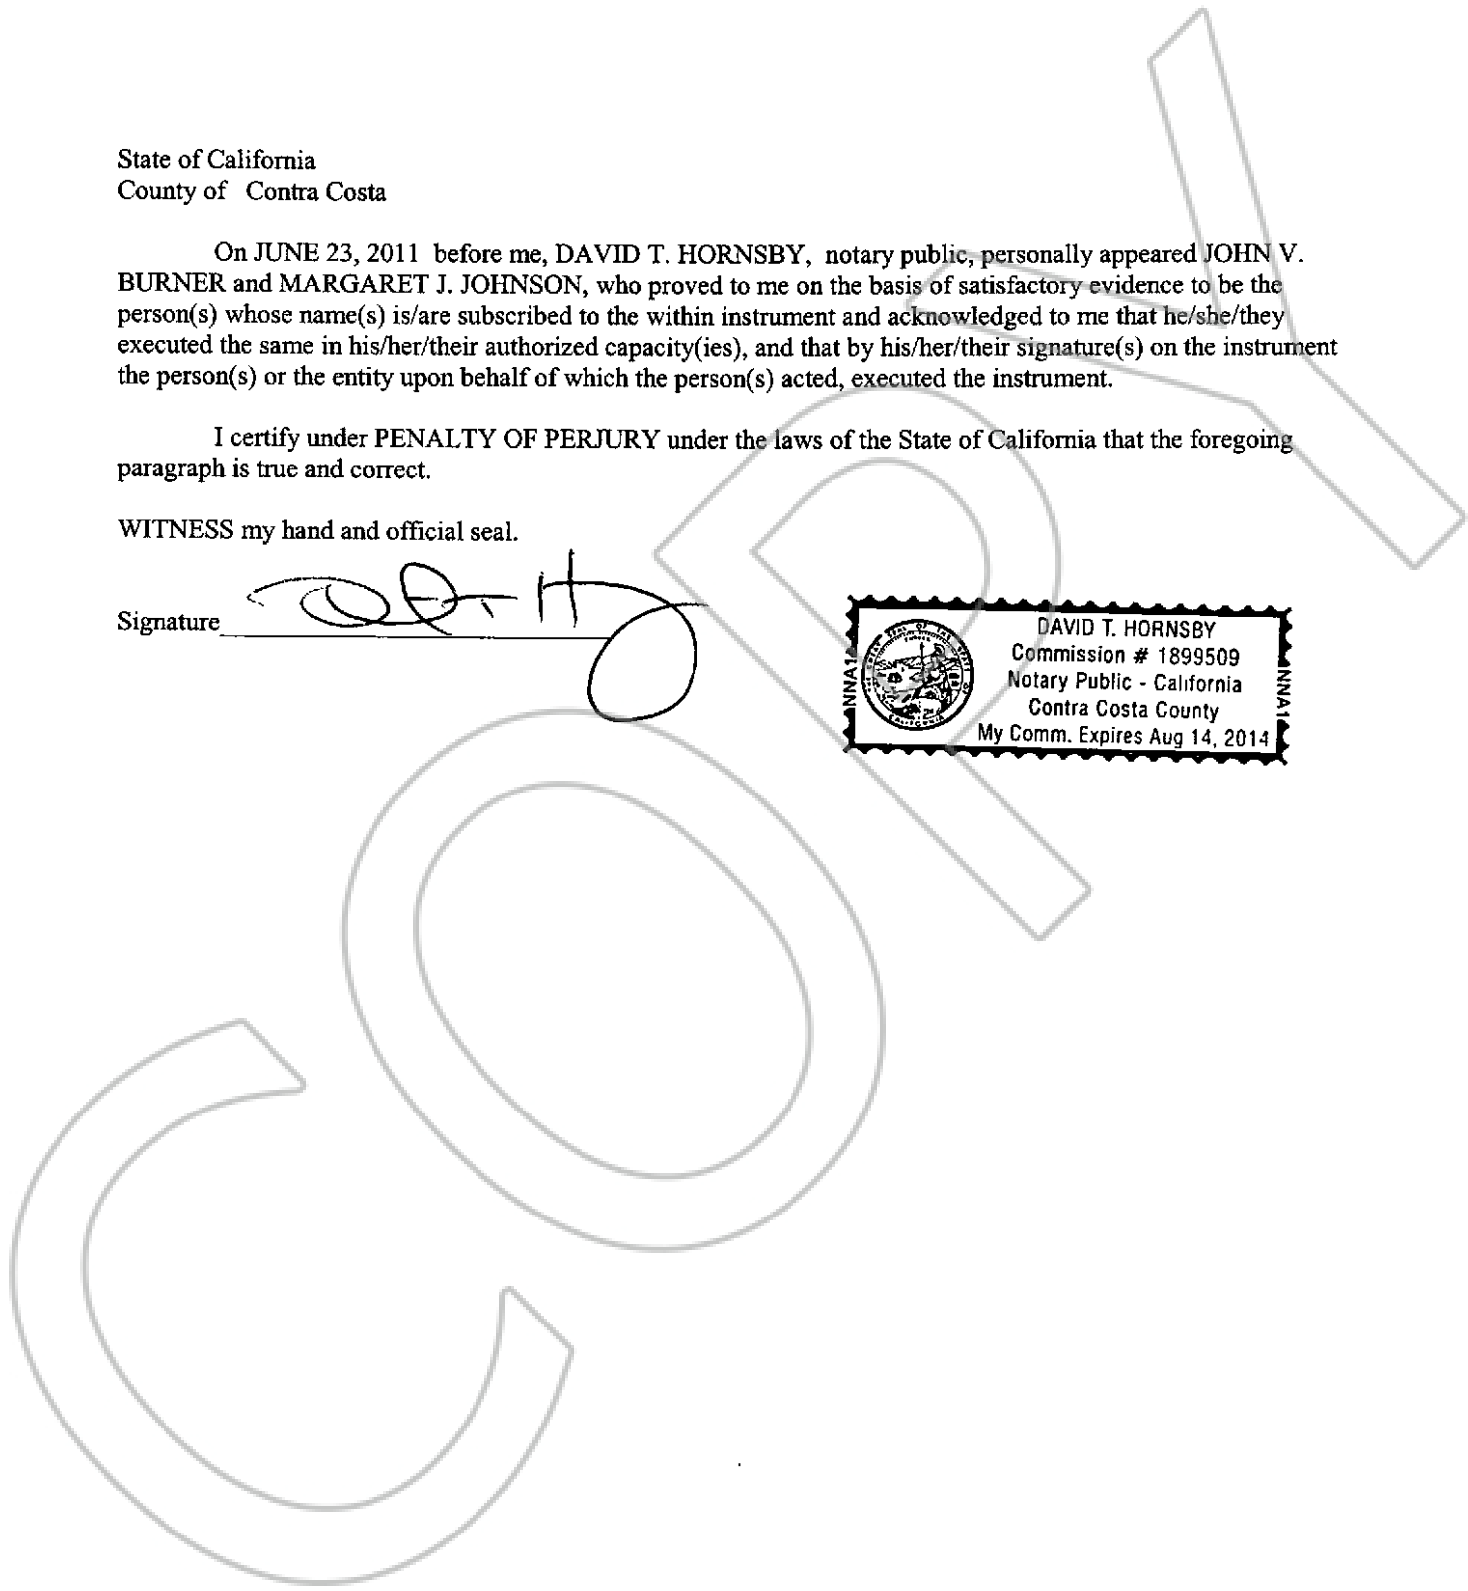 State of California
County of Contra Costa
On JUNE 23, 2011 before me, DAVID T. HORNSBY, notary public, personally appeared JOHN V.
BURNER and MARGARET J. JOHNSON, who proved to me on the basis of satisfactory evidence to be the
person(s) whose name(s) is/are subscribed to the within instrument and acknowledged to me that he/she/they
executed the same in his/her/their authorized capacity(ies), and that by his/her/their signature(s) on the instrument
the person(s) or the entity upon behalf of which the person(s) acted, executed the instrument.
I certify under PENALTY OF PERJURY under the laws of the State of California that the foregoing
paragraph is true and correct.
WITNESS my hand and official seal.
Signature
DAVID T. HORNSBY
Commission # 1899509
Notary Public - California
Contra Costa County
My Comm. Expires Aug 14, 2014
NNA1
NNA1
COPY